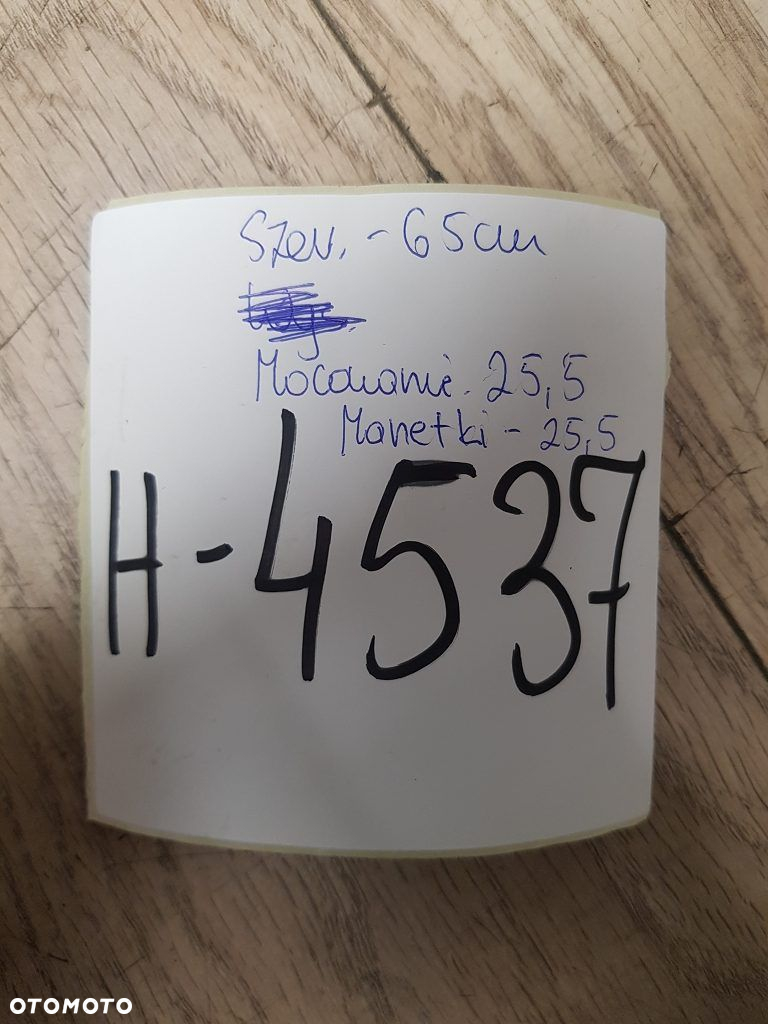 Szer. - 65cm
Mocowanie. 25,5
Manetki - 25,5
H-4537
OTOMOTO